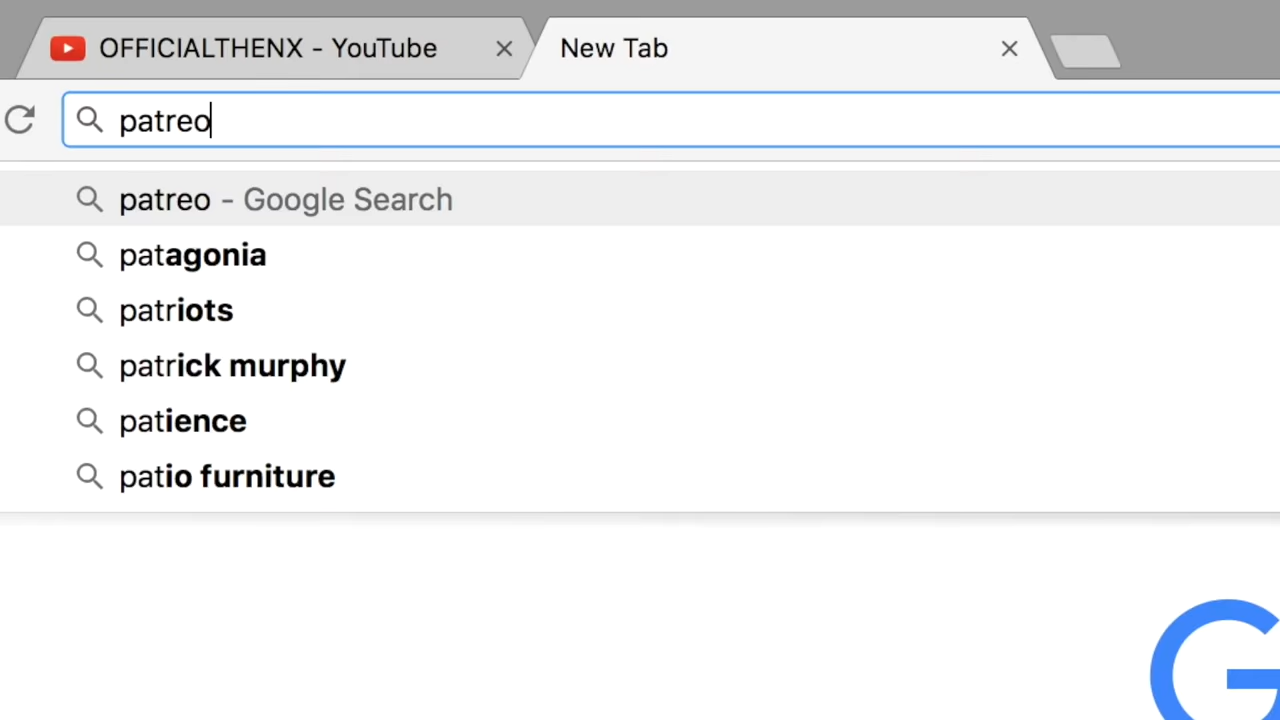 OFFICIALTHENX - YouTube
New Tab
patreo
patreo - Google Search
patagonia
patriots
patrick murphy
patience
patio furniture
G